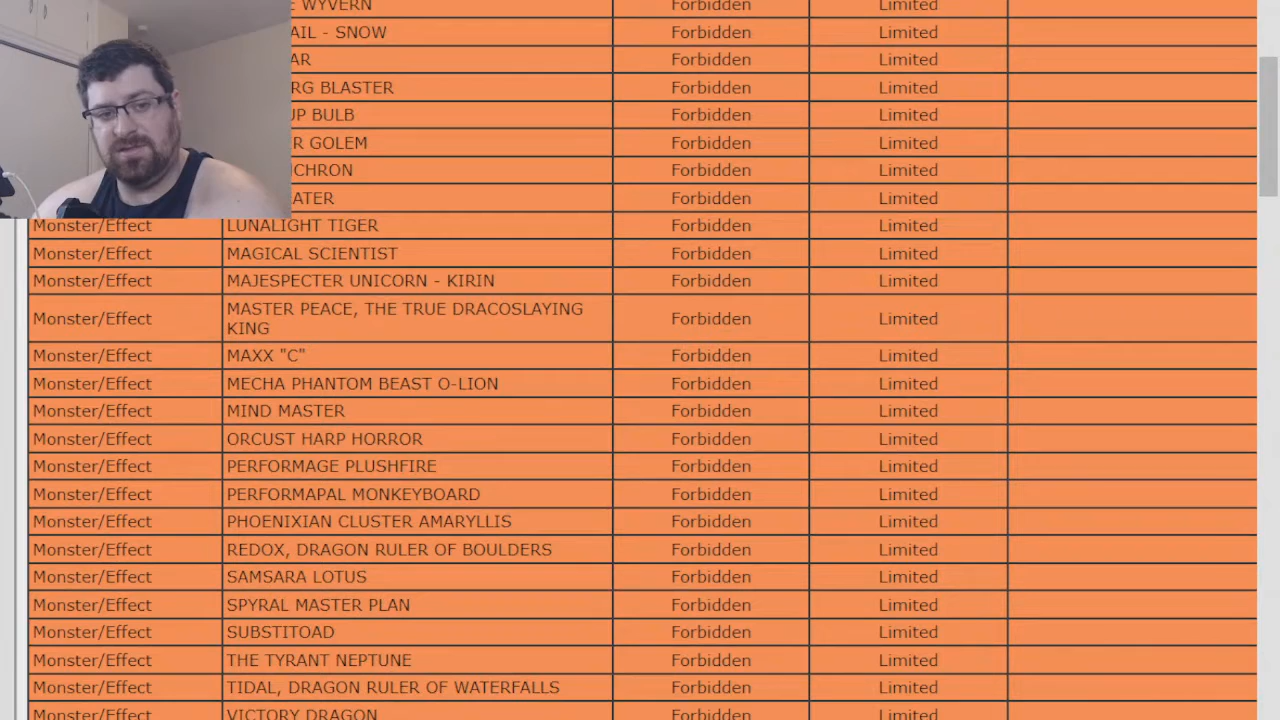 WYVERN Forbidden Limited
AIL - SNOW Forbidden Limited
AR Forbidden Limited
RG BLASTER Forbidden Limited
UP BULB Forbidden Limited
R GOLEM Forbidden Limited
NCHRON Forbidden Limited
ATER Forbidden Limited
Monster/Effect LUNALIGHT TIGER Forbidden Limited
Monster/Effect MAGICAL SCIENTIST Forbidden Limited
Monster/Effect MAJESPECTER UNICORN - KIRIN Forbidden Limited
Monster/Effect MASTER PEACE, THE TRUE DRACOSLAYING KING Forbidden Limited
Monster/Effect MAXX "C" Forbidden Limited
Monster/Effect MECHA PHANTOM BEAST O-LION Forbidden Limited
Monster/Effect MIND MASTER Forbidden Limited
Monster/Effect ORCUST HARP HORROR Forbidden Limited
Monster/Effect PERFORMAGE PLUSHFIRE Forbidden Limited
Monster/Effect PERFORMAPAL MONKEYBOARD Forbidden Limited
Monster/Effect PHOENIXIAN CLUSTER AMARYLLIS Forbidden Limited
Monster/Effect REDOX, DRAGON RULER OF BOULDERS Forbidden Limited
Monster/Effect SAMSARA LOTUS Forbidden Limited
Monster/Effect SPYRAL MASTER PLAN Forbidden Limited
Monster/Effect SUBSTITOAD Forbidden Limited
Monster/Effect THE TYRANT NEPTUNE Forbidden Limited
Monster/Effect TIDAL, DRAGON RULER OF WATERFALLS Forbidden Limited
Monster/Effect VICTORY DRAGON Forbidden Limited